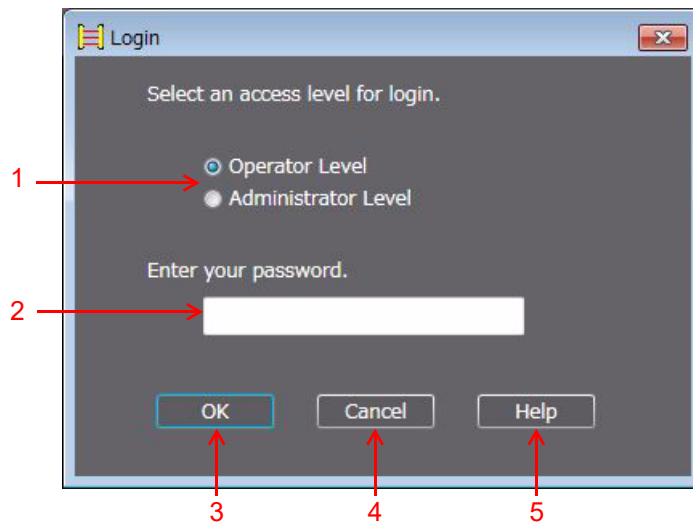 Login
Select an access level for login.
1
Operator Level
Administrator Level
Enter your password.
2
OK Cancel Help
3 4 5